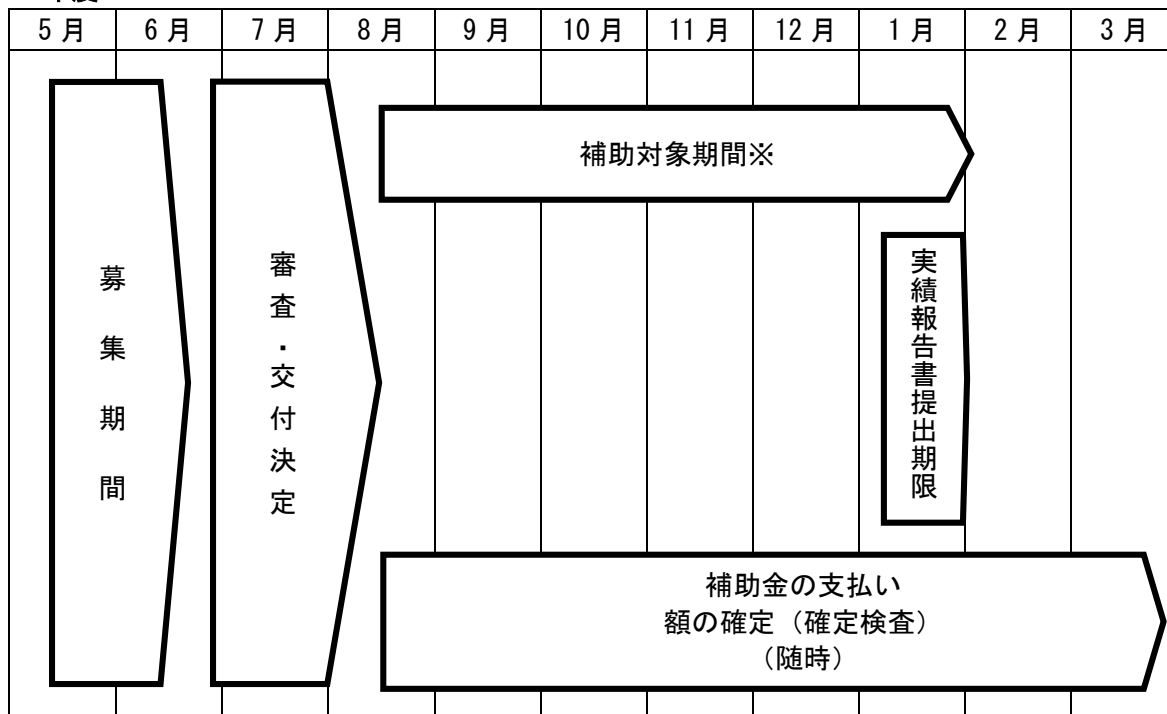 5月 6月 7月 8月 9月 10月 11月 12月 1月 2月 3月
募集期間
審査・交付決定
補助対象期間※
実績報告書提出期限
補助金の支払い
額の確定（確定検査）
（随時）